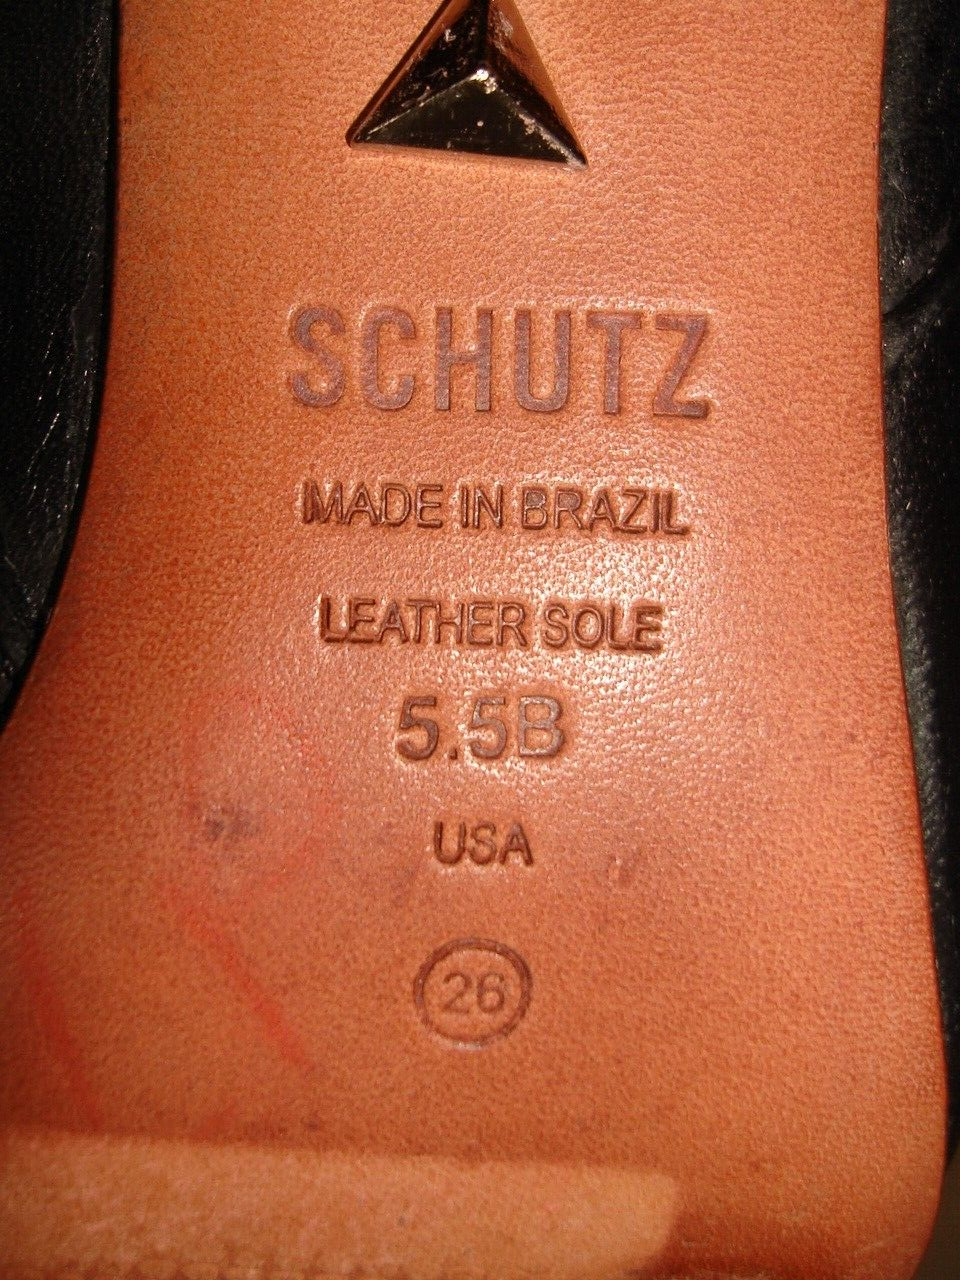 SCHUTZ
MADE IN BRAZIL
LEATHER SOLE
5.5B
USA
26